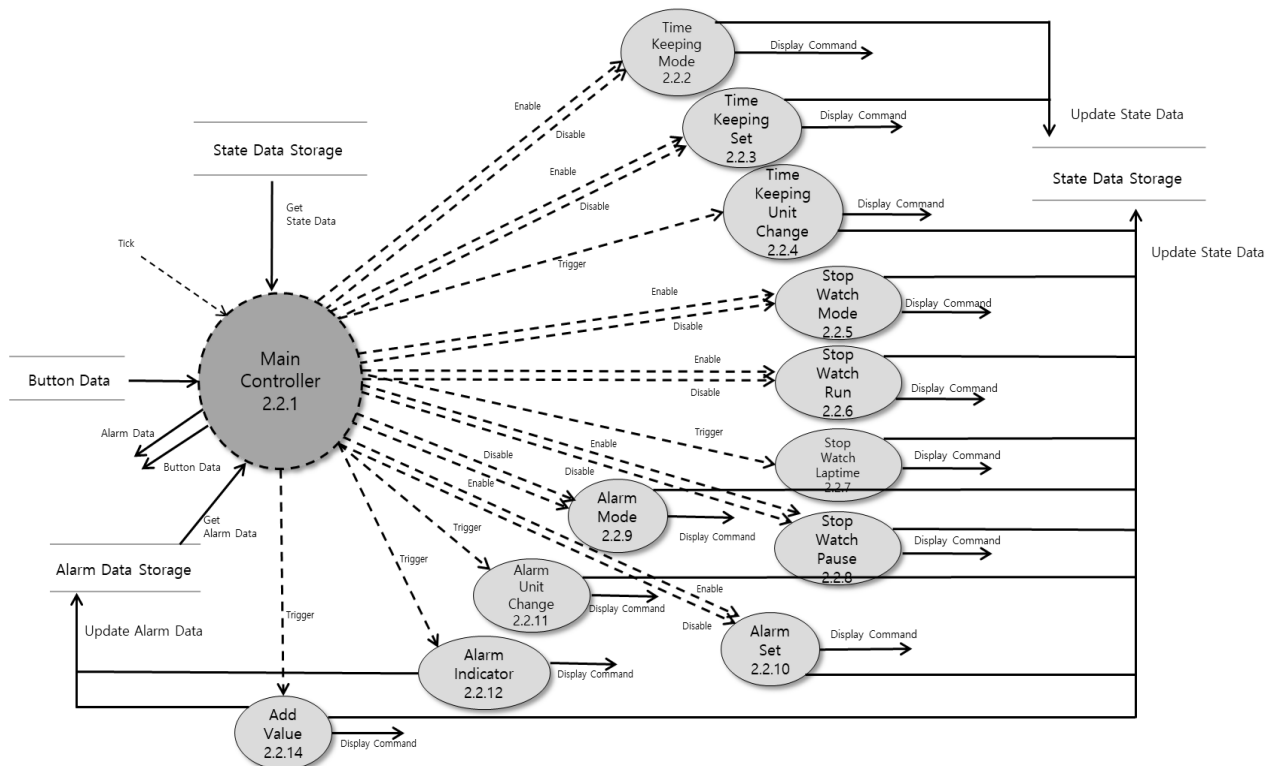 Time
Keeping
Mode
2.2.2
Display Command
Enable
Disable
Time
Keeping
Set
2.2.3
Display Command
Update State Data
State Data Storage
Enable
Disable
Time
Keeping
Unit
Change
2.2.4
Display Command
State Data Storage
Get
State Data
Tick
Trigger
Update State Data
Enable
Disable
Stop
Watch
Mode
2.2.5
Display Command
Main
Controller
2.2.1
Button Data
Enable
Disable
Stop
Watch
Run
2.2.6
Display Command
Alarm Data
Button Data
Trigger
Stop
Watch
Laptime
2.2.7
Display Command
Enable
Disable
Disable
Enable
Alarm
Mode
2.2.9
Display Command
Stop
Watch
Pause
2.2.8
Display Command
Get
Alarm Data
Alarm Data Storage
Trigger
Trigger
Alarm
Unit
Change
2.2.11
Display Command
Enable
Disable
Trigger
Update Alarm Data
Alarm
Set
2.2.10
Display Command
Alarm
Indicator
2.2.12
Display Command
Add
Value
2.2.14
Display Command